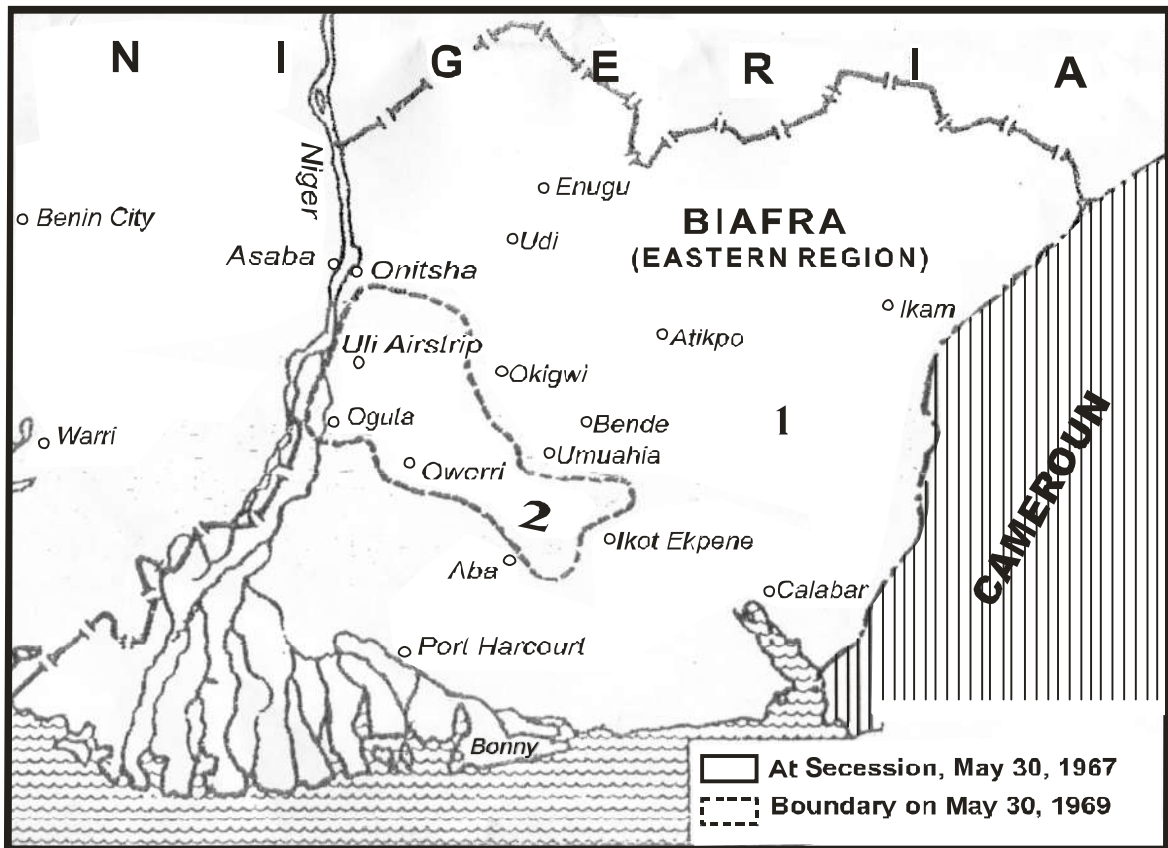 N I G E R I A
Niger
Enugu
Benin City
BIAFRA
(EASTERN REGION)
Udi
Asaba
Onitsha
Ikam
Uli Airstrip
Atikpo
Okigwi
Ogula
Bende
1
Warri
Umuahia
Oworri
CAMEROUN
2
Ikot Ekpene
Aba
Calabar
Port Harcourt
Bonny
At Secession, May 30, 1967
Boundary on May 30, 1969